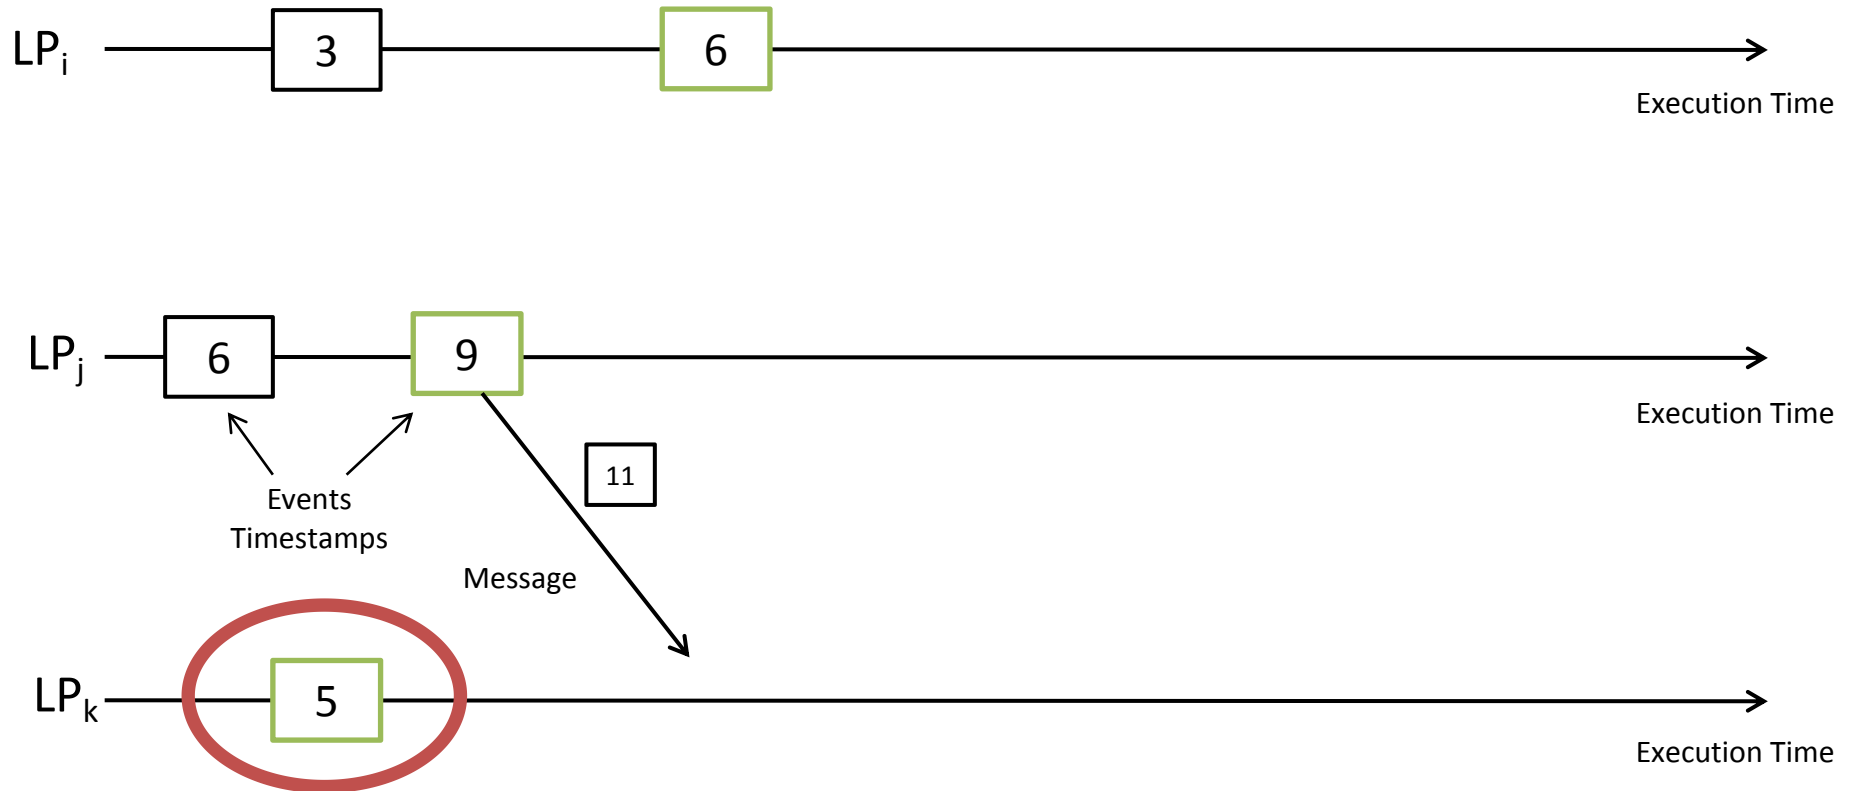 LPi
3
6
Execution Time
LPj
6
9
Execution Time
11
Events
Timestamps
Message
LPk
5
Execution Time